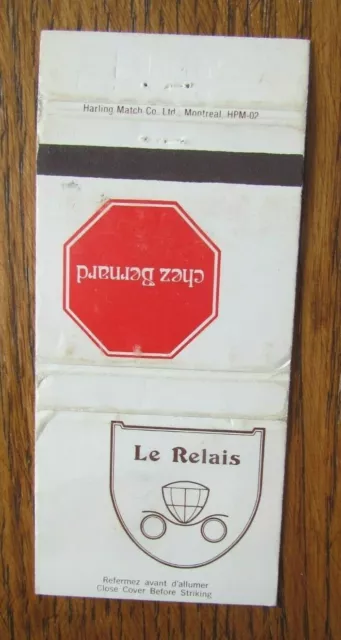 Harling Match Co. Ltd., Montreal, HPM-02
chez Bernard
Le Relais
Refermez avant d'allumer
Close Cover Before Striking